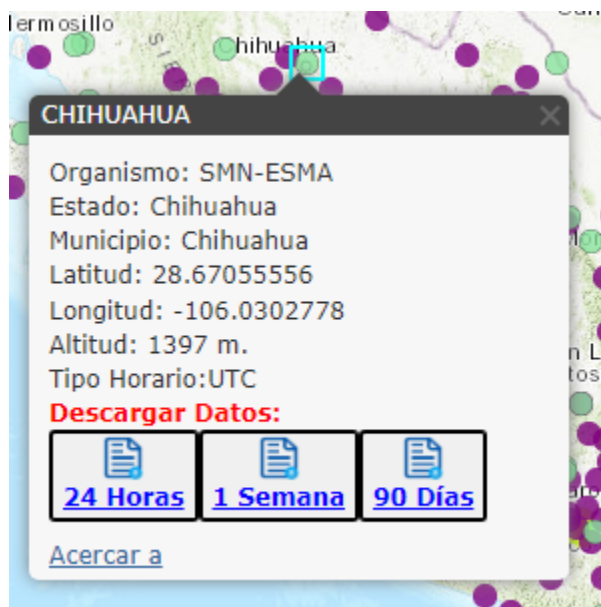 Chihuahua
CHIHUAHUA
Organismo: SMN-ESMA
Estado: Chihuahua
Municipio: Chihuahua
Latitud: 28.67055556
Longitud: -106.0302778
Altitud: 1397 m.
Tipo Horario:UTC
Descargar Datos:
24 Horas
1 Semana
90 Días
Acercar a